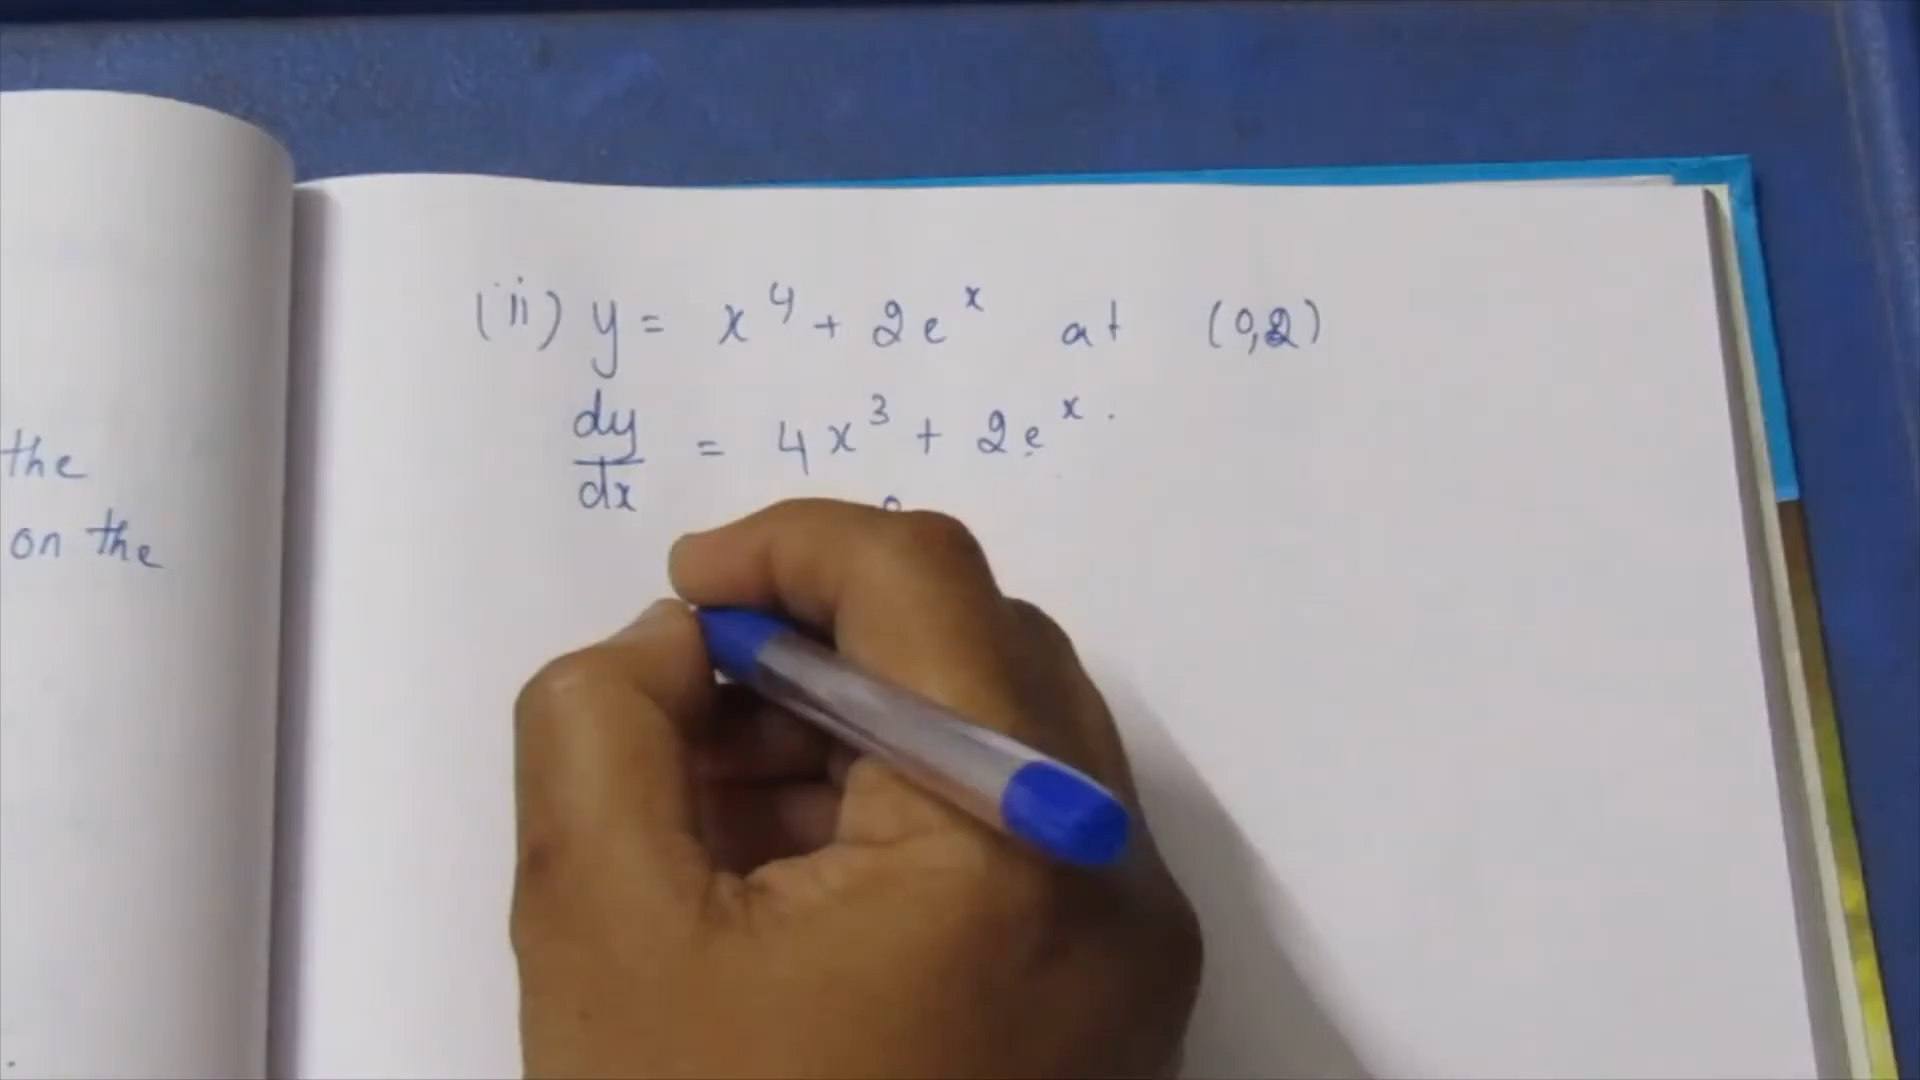 the
on the
(ii) y = x⁴ + 2eˣ at (0,2)
dy/dx = 4x³ + 2eˣ.